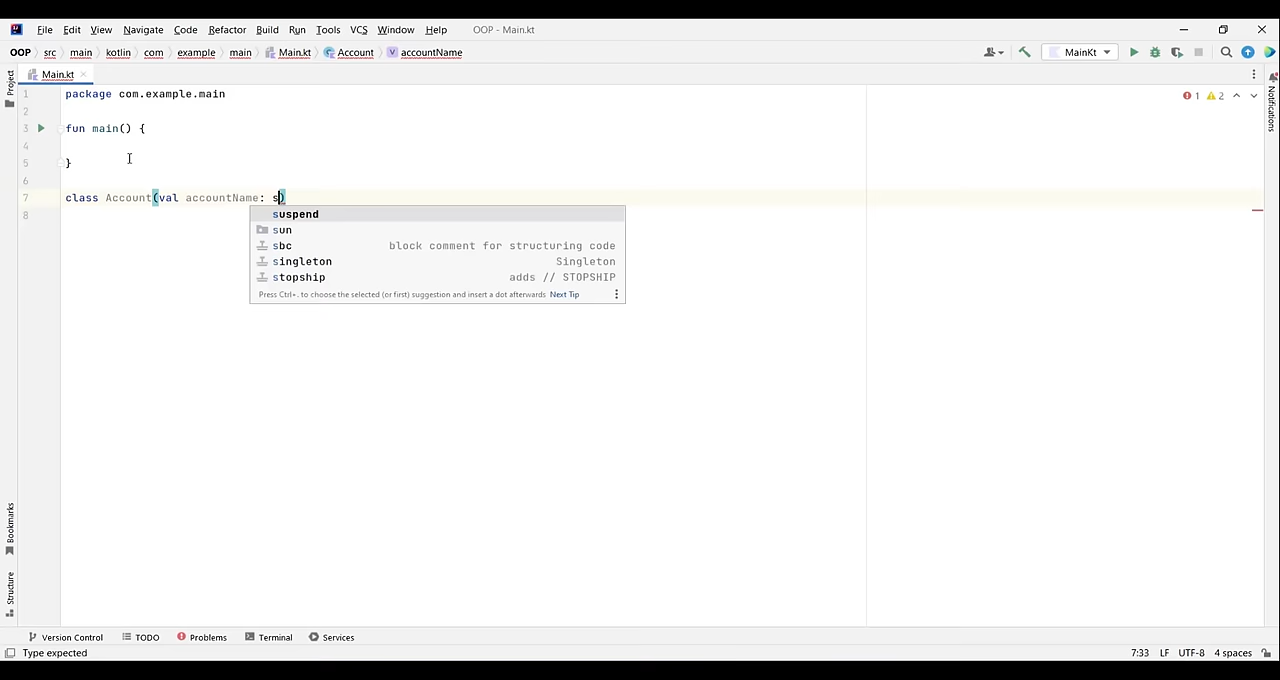 File Edit View Navigate Code Refactor Build Run Tools VCS Window Help OOP - Main.kt
OOP src main kotlin com example main Main.kt Account accountName MainKt
Project Main.kt
1 package com.example.main 1 2
2
3 fun main() {
4
5 }
6
7 class Account(val accountName: s)
8
suspend
sun
sbc block comment for structuring code
singleton Singleton
stopship adds // STOPSHIP
Press Ctrl+. to choose the selected (or first) suggestion and insert a dot afterwards Next Tip
Notifications
Bookmarks
Structure
Version Control TODO Problems Terminal Services
Type expected 7:33 LF UTF-8 4 spaces